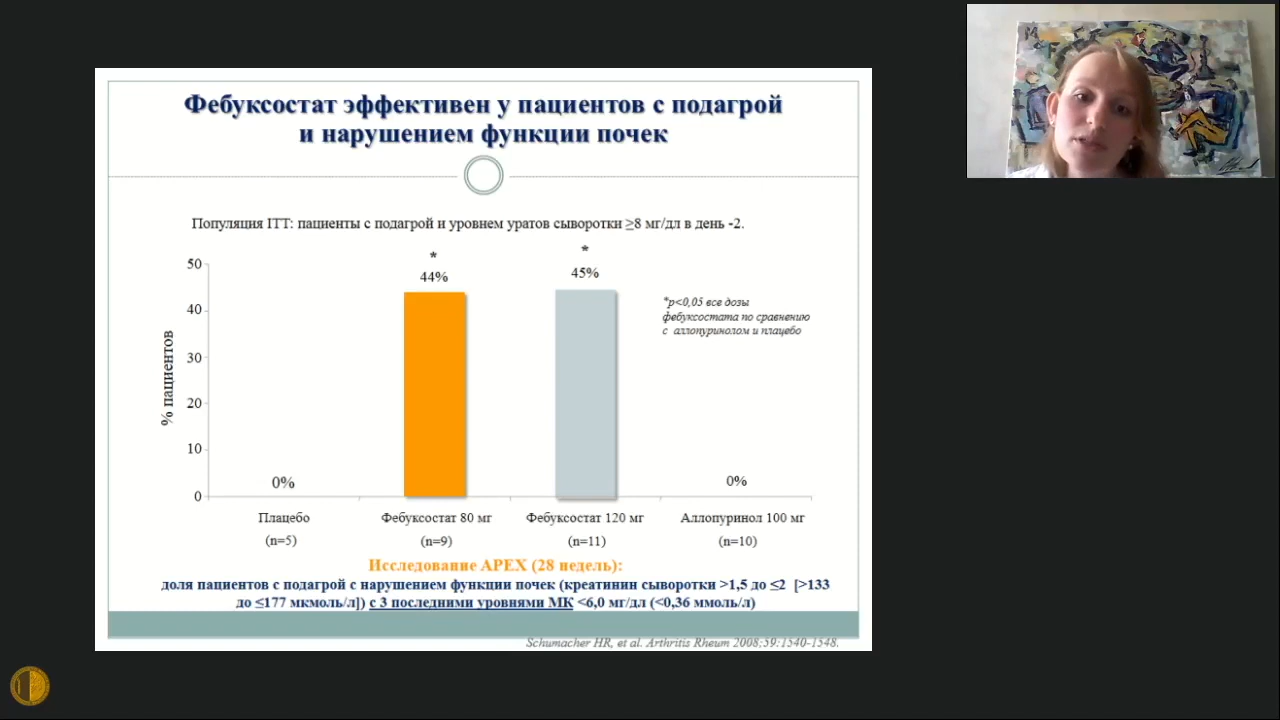 Фебуксостат эффективен у пациентов с подагрой
и нарушением функции почек
Популяция ITT: пациенты с подагрой и уровнем уратов сыворотки ≥8 мг/дл в день -2.
% пациентов
50
40
30
20
10
0
*
44%
*
45%
0%
0%
*p<0,05 все дозы
фебуксостата по сравнению
с аллопуринолом и плацебо
Плацебо
(n=5)
Фебуксостат 80 мг
(n=9)
Фебуксостат 120 мг
(n=11)
Аллопуринол 100 мг
(n=10)
Исследование APEX (28 недель):
доля пациентов с подагрой с нарушением функции почек (креатинин сыворотки >1,5 до ≤2 [>133
до ≤177 мкмоль/л]) с 3 последними уровнями МК <6,0 мг/дл (<0,36 ммоль/л)
Schumacher HR, et al. Arthritis Rheum 2008;59:1540-1548.